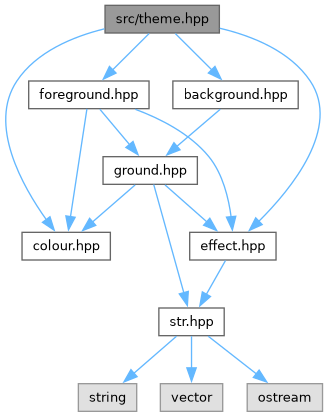 src/theme.hpp
foreground.hpp
background.hpp
ground.hpp
colour.hpp
effect.hpp
str.hpp
string
vector
ostream